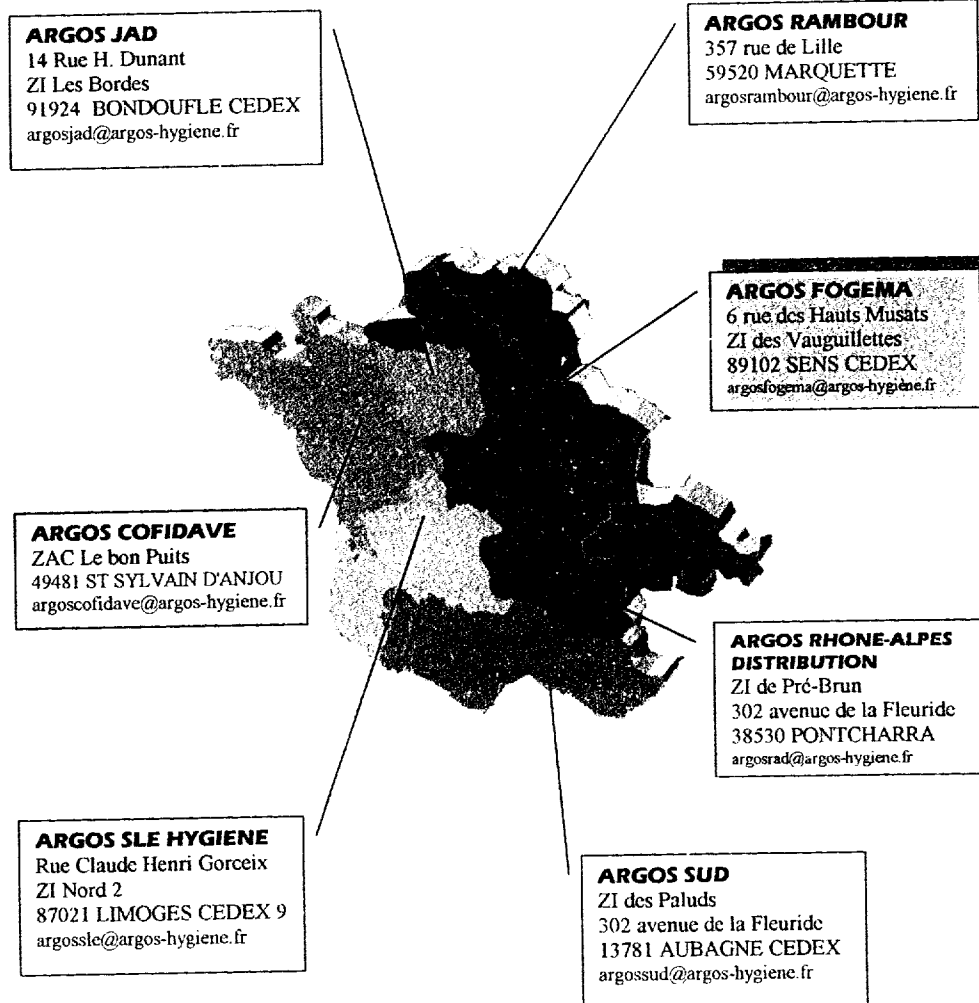 ARGOS JAD
14 Rue H. Dunant
ZI Les Bordes
91924 BONDOUFLE CEDEX
argosjad@argos-hygiene.fr
ARGOS RAMBOUR
357 rue de Lille
59520 MARQUETTE
argosrambour@argos-hygiene.fr
ARGOS FOGEMA
6 rue des Hauts Musats
ZI des Vauguillettes
89102 SENS CEDEX
argosfogema@argos-hygiène.fr
ARGOS COFIDAVE
ZAC Le bon Puits
49481 ST SYLVAIN D'ANJOU
argoscofidave@argos-hygiene.fr
ARGOS RHONE-ALPES
DISTRIBUTION
ZI de Pré-Brun
302 avenue de la Fleuride
38530 PONTCHARRA
argosrad@argos-hygiene.fr
ARGOS SLE HYGIENE
Rue Claude Henri Gorceix
ZI Nord 2
87021 LIMOGES CEDEX 9
argossle@argos-hygiene.fr
ARGOS SUD
ZI des Paluds
302 avenue de la Fleuride
13781 AUBAGNE CEDEX
argossud@argos-hygiene.fr